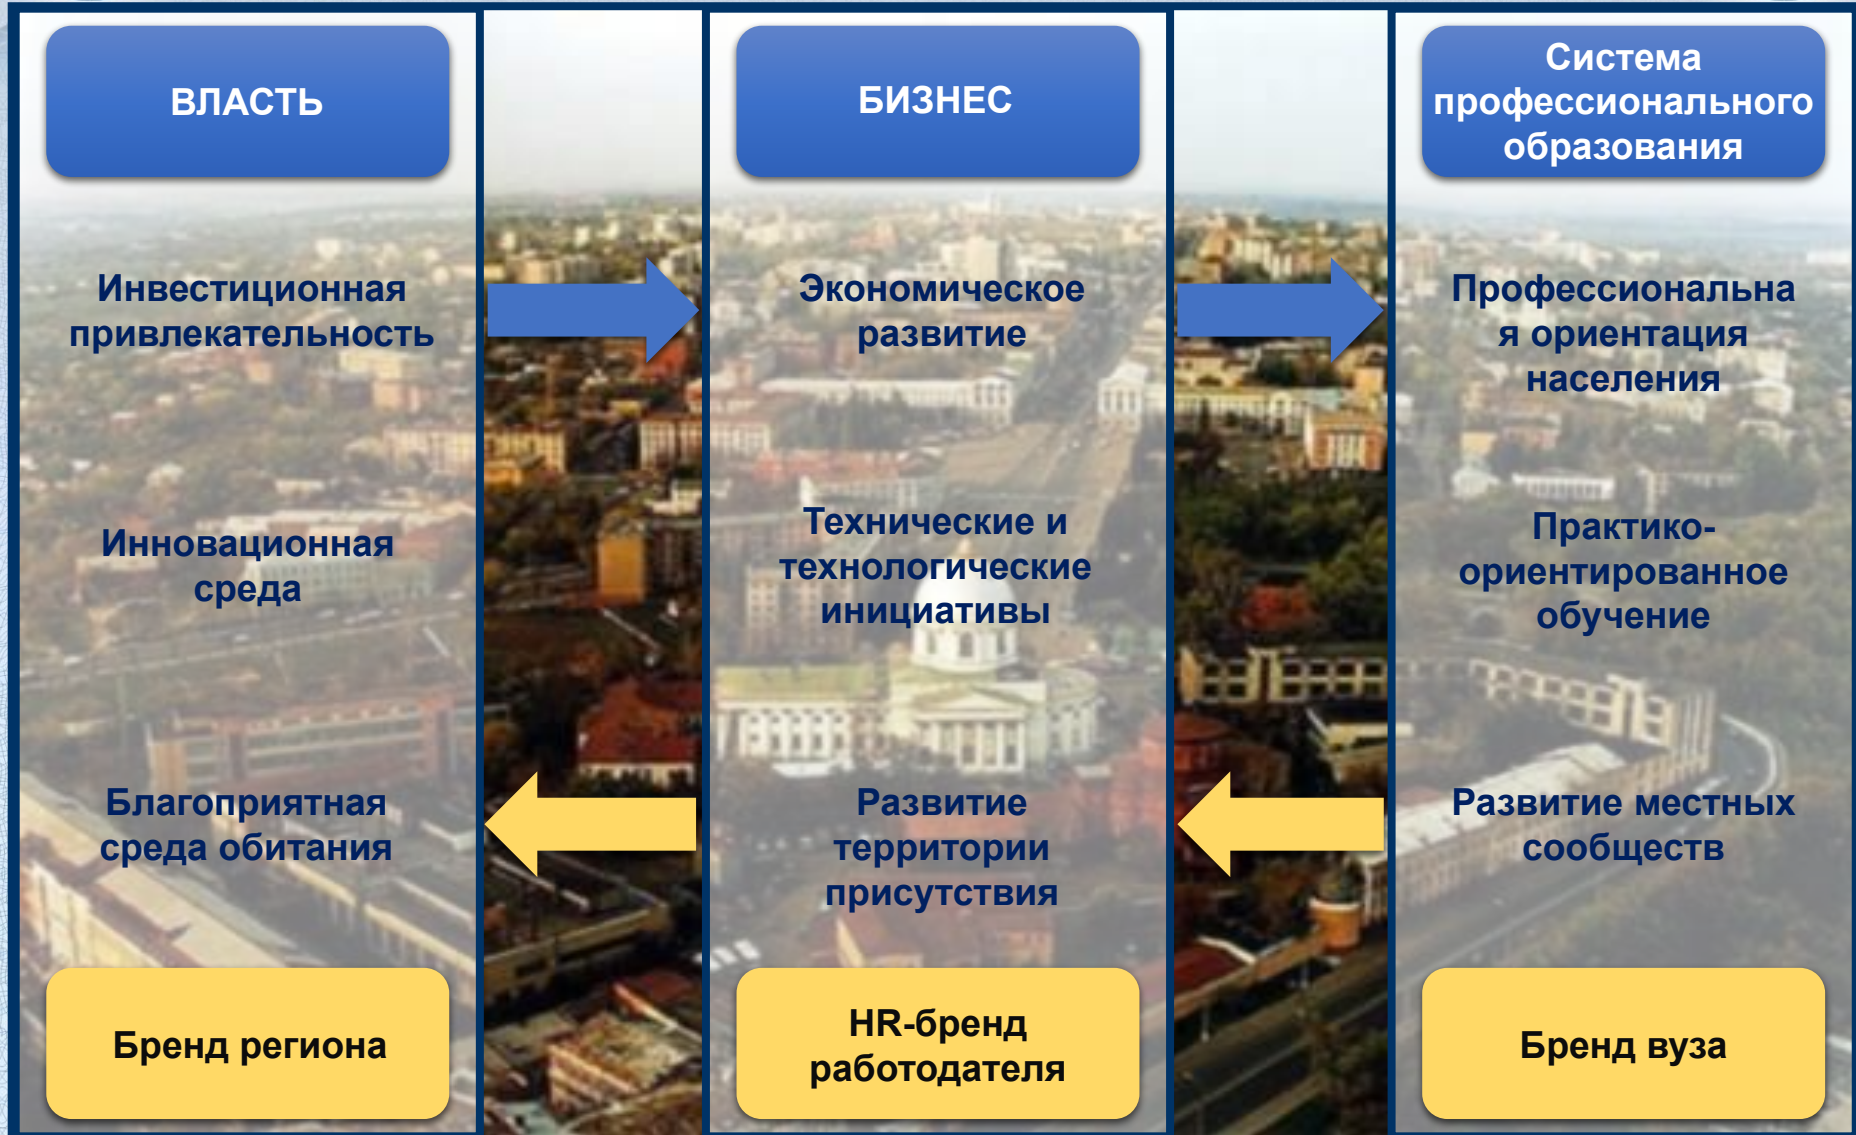 ВЛАСТЬ
Инвестиционная
привлекательность
Инновационная
среда
Благоприятная
среда обитания
Бренд региона
БИЗНЕС
Экономическое
развитие
Технические и
технологические
инициативы
Развитие
территории
присутствия
HR-бренд
работодателя
Система
профессионального
образования
Профессиональна
я ориентация
населения
Практико-
ориентированное
обучение
Развитие местных
сообществ
Бренд вуза